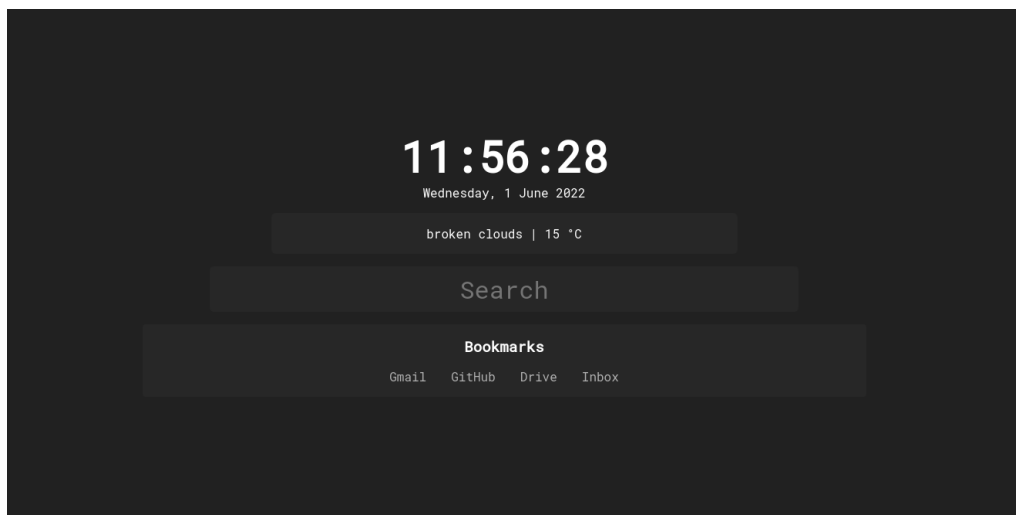 11:56:28
Wednesday, 1 June 2022
broken clouds | 15 °C
Search
Bookmarks
Gmail GitHub Drive Inbox